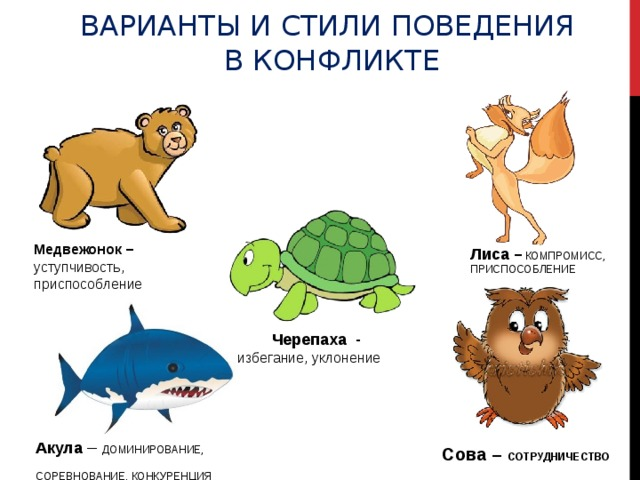 ВАРИАНТЫ И СТИЛИ ПОВЕДЕНИЯ
В КОНФЛИКТЕ
Медвежонок –
уступчивость,
приспособление
Лиса – КОМПРОМИСС,
ПРИСПОСОБЛЕНИЕ
Черепаха -
избегание, уклонение
Акула – ДОМИНИРОВАНИЕ,
СОРЕВНОВАНИЕ, КОНКУРЕНЦИЯ
Сова – СОТРУДНИЧЕСТВО